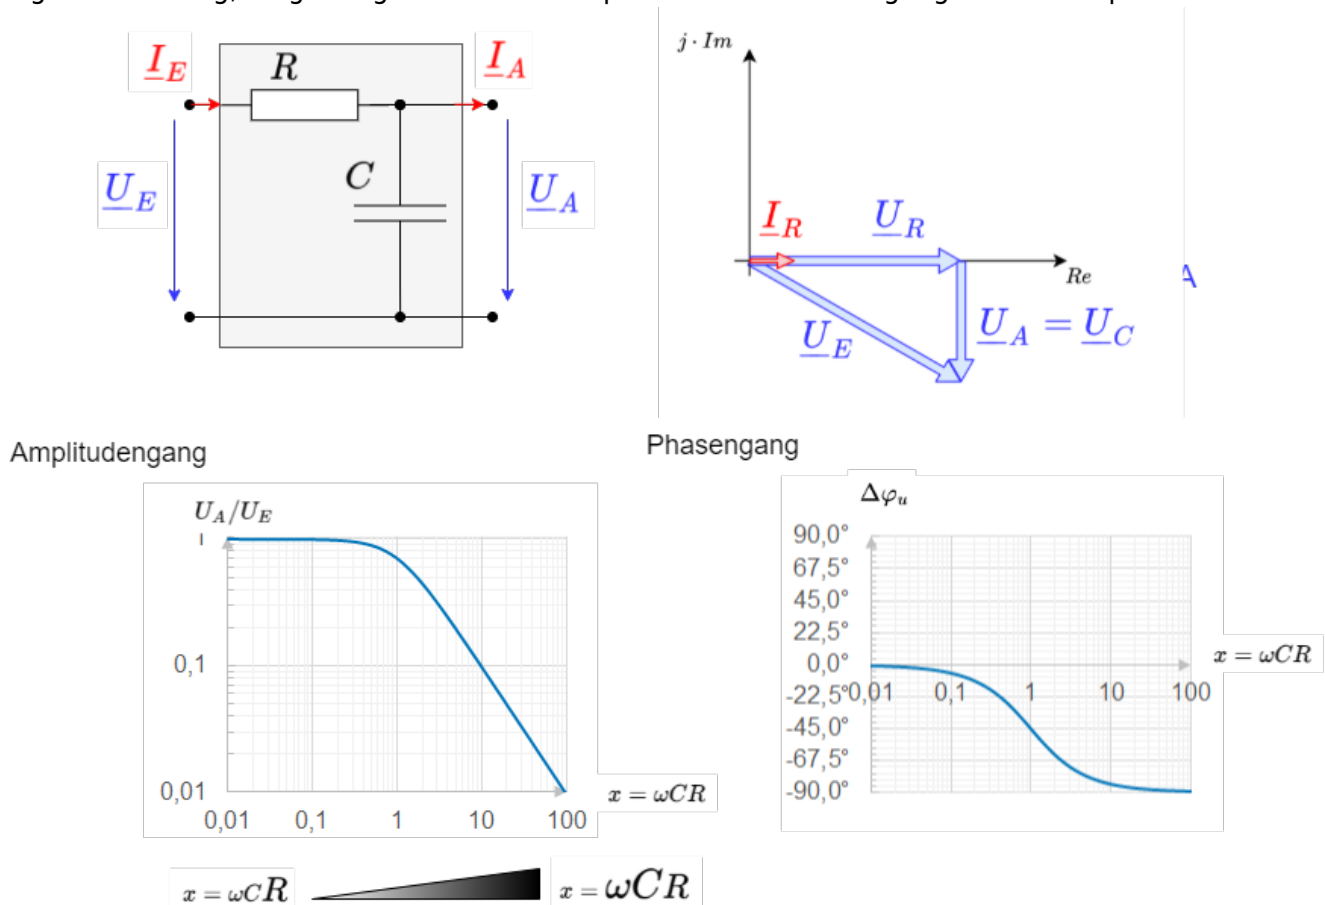 I_E
R
I_A
C
U_E
U_A
j · Im
I_R
U_R
Re
U_E
U_A = U_C
A
Amplitudengang
Phasengang
U_A/U_E
1
0,1
0,01
0,01 0,1 1 10 100
x = ωCR
Δφ_u
90,0°
67,5°
45,0°
22,5°
0,0°
-22,5°
-45,0°
-67,5°
-90,0°
0,01 0,1 1 10 100
x = ωCR
x = ωCR
x = ωCR